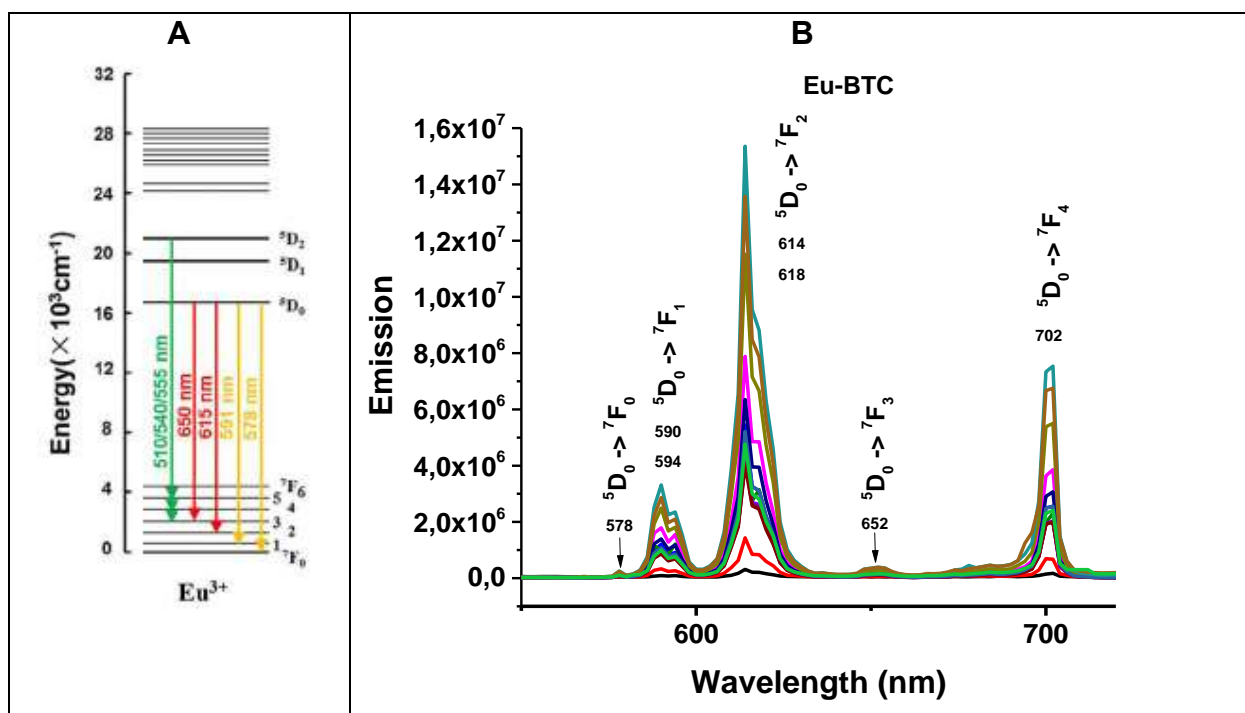 A
Energy(×10³cm⁻¹)
32
28
24
20
16
12
8
4
0
⁵D₂
⁵D₁
⁵D₀
510/540/555 nm
650 nm
615 nm
591 nm
578 nm
⁷F₆
5
4
3
2
1
⁷F₀
Eu³⁺
B
Eu-BTC
Emission
1,6x10⁷
1,4x10⁷
1,2x10⁷
1,0x10⁷
8,0x10⁶
6,0x10⁶
4,0x10⁶
2,0x10⁶
0,0
⁵D₀ -> ⁷F₀
578
⁵D₀ -> ⁷F₁
590
594
⁵D₀ -> ⁷F₂
614
618
⁵D₀ -> ⁷F₃
652
⁵D₀ -> ⁷F₄
702
600
700
Wavelength (nm)